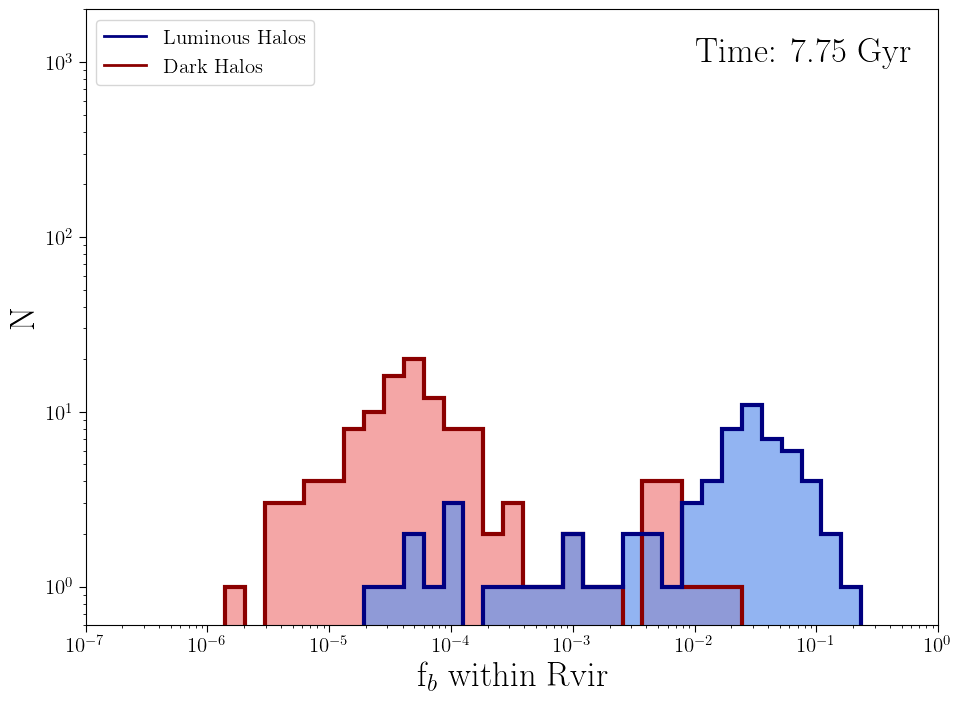 Luminous Halos
Dark Halos
Time: 7.75 Gyr
N
10³
10²
10¹
10⁰
10⁻⁷ 10⁻⁶ 10⁻⁵ 10⁻⁴ 10⁻³ 10⁻² 10⁻¹ 10⁰
f_b within Rvir